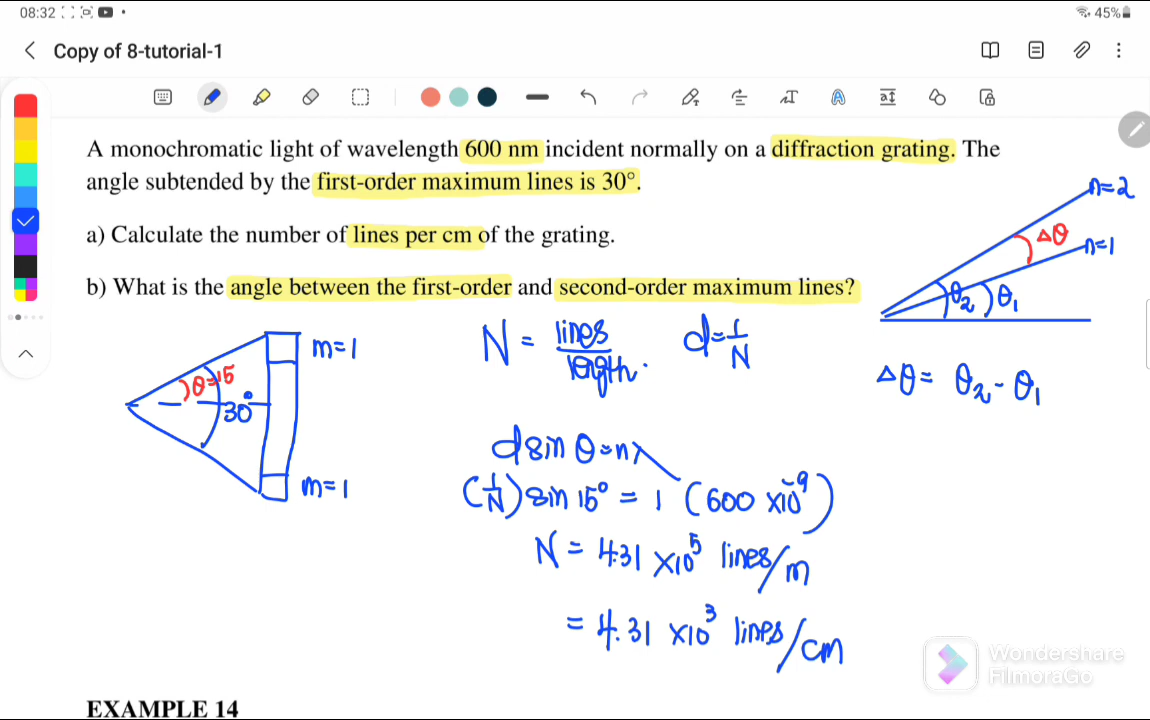 08:32
45%
Copy of 8-tutorial-1
A monochromatic light of wavelength 600 nm incident normally on a diffraction grating. The
angle subtended by the first-order maximum lines is 30°.
a) Calculate the number of lines per cm of the grating.
b) What is the angle between the first-order and second-order maximum lines?
n=2
Δθ
n=1
θ2 θ1
Δθ = θ2 - θ1
m=1
θ=15°
30°
m=1
N = lines/length. d=1/N
d sin θ = nλ
(1/N) sin 15° = 1 (600 x10^-9)
N = 4.31 x10^5 lines/m
= 4.31 x10^3 lines/cm
Wondershare
FilmoraGo
EXAMPLE 14